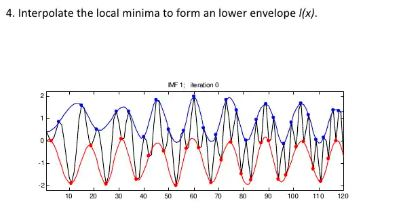 4. Interpolate the local minima to form an lower envelope l(x).
IMF 1; iteration 0
2
1
0
-1
-2
10 20 30 40 50 60 70 80 90 100 110 120